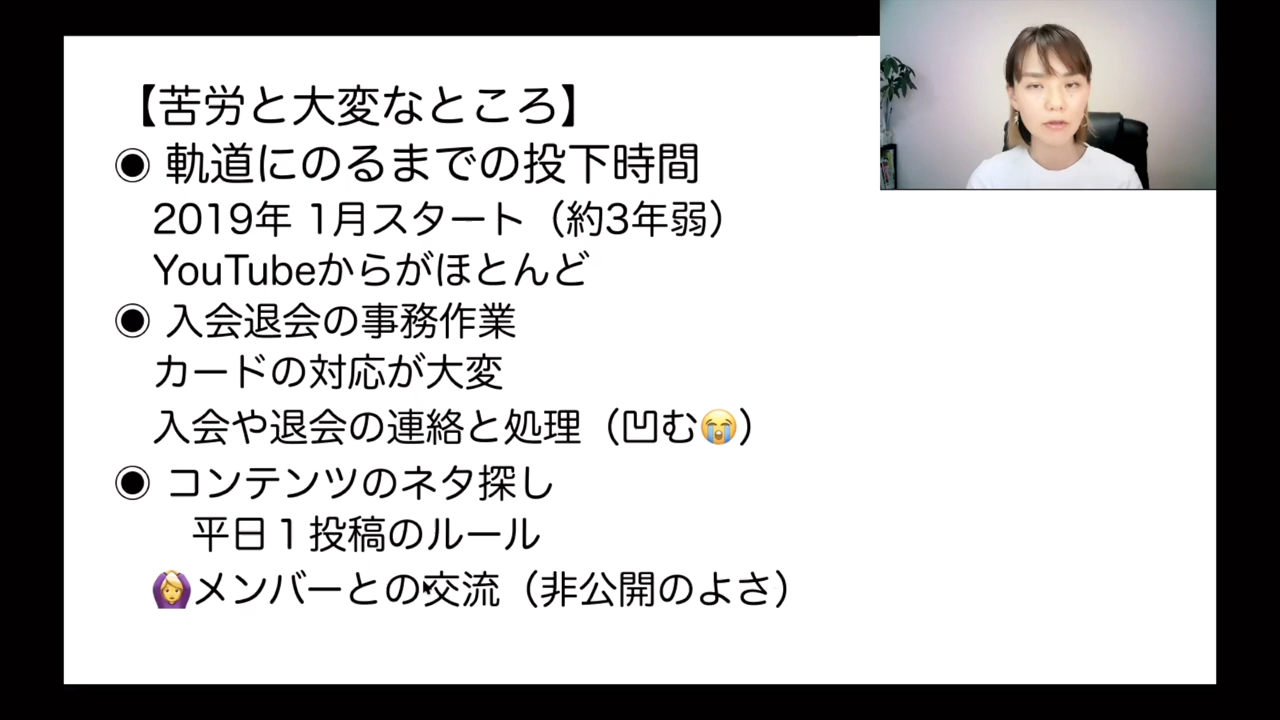 【苦労と大変なところ】
◉ 軌道にのるまでの投下時間
2019年 1月スタート（約3年弱）
YouTubeからがほとんど
◉ 入会退会の事務作業
カードの対応が大変
入会や退会の連絡と処理（凹む😭）
◉ コンテンツのネタ探し
平日１投稿のルール
🙆‍♀️メンバーとの交流（非公開のよさ）